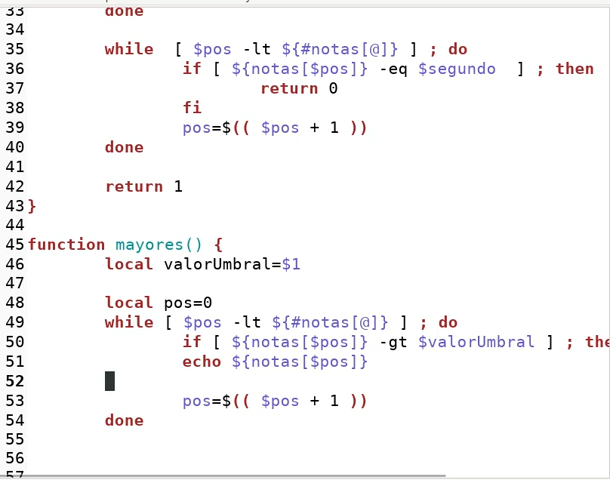 33 done
34
35 while [ $pos -lt ${#notas[@]} ] ; do
36 if [ ${notas[$pos]} -eq $segundo ] ; then
37 return 0
38 fi
39 pos=$(( $pos + 1 ))
40 done
41
42 return 1
43 }
44
45 function mayores() {
46 local valorUmbral=$1
47
48 local pos=0
49 while [ $pos -lt ${#notas[@]} ] ; do
50 if [ ${notas[$pos]} -gt $valorUmbral ] ; the
51 echo ${notas[$pos]}
52
53 pos=$(( $pos + 1 ))
54 done
55
56
57